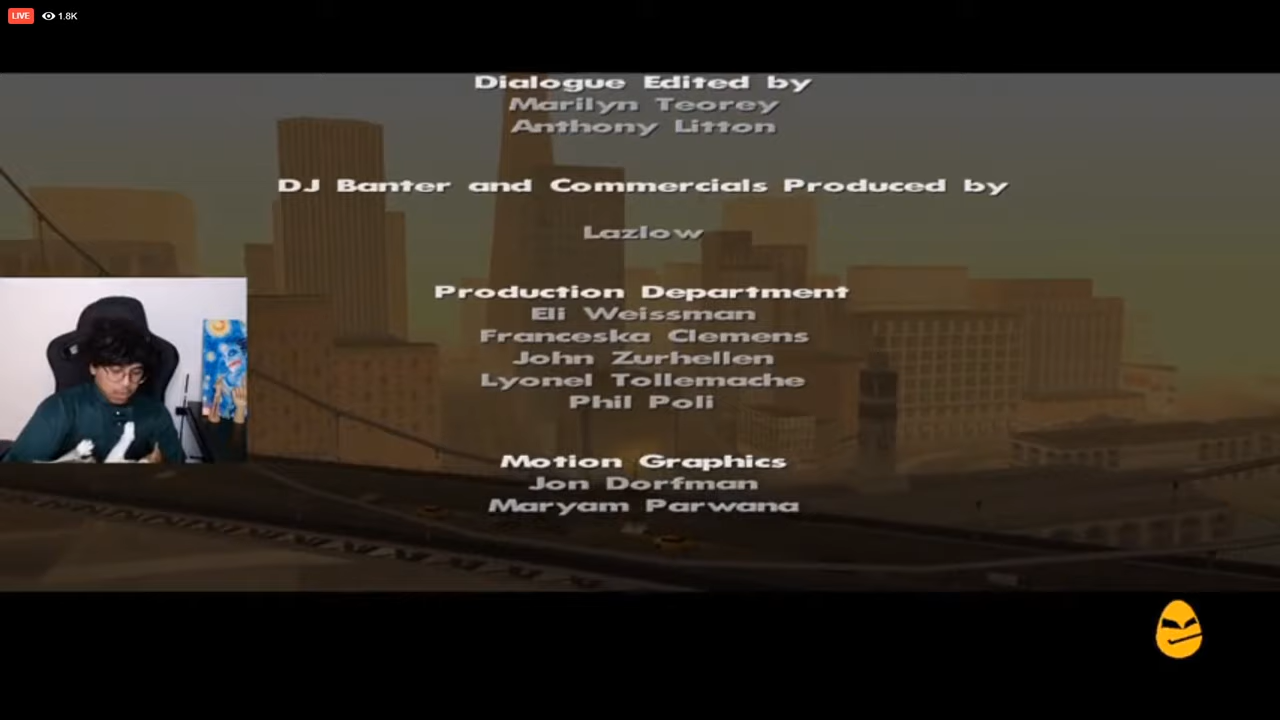 LIVE 1.8K
Dialogue Edited by
Marilyn Teorey
Anthony Litton
DJ Banter and Commercials Produced by
Lazlow
Production Department
Eli Weissman
Franceska Clemens
John Zurhellen
Lyonel Tollemache
Phil Poli
Motion Graphics
Jon Dorfman
Maryam Parwana